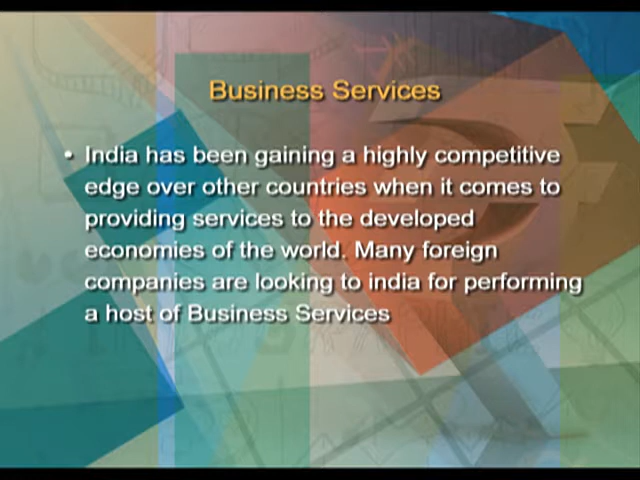 Business Services
• India has been gaining a highly competitive
edge over other countries when it comes to
providing services to the developed
economies of the world. Many foreign
companies are looking to india for performing
a host of Business Services